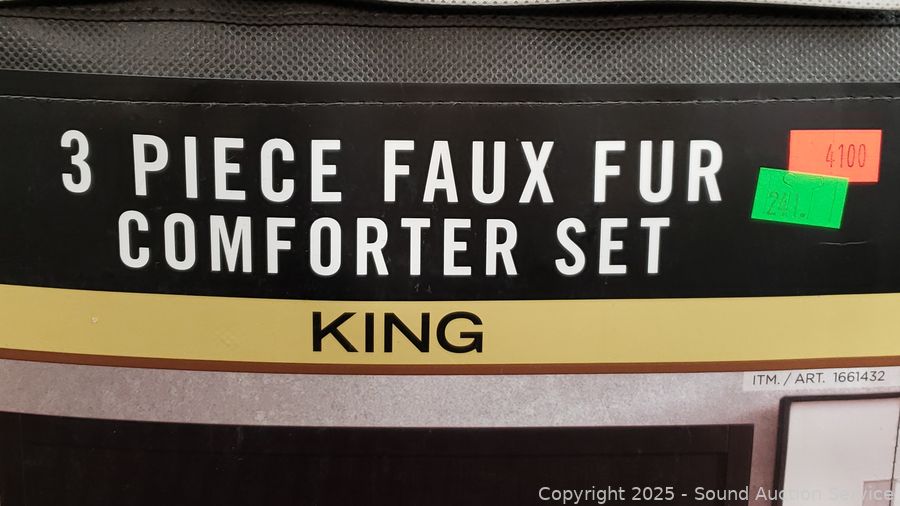 3 PIECE FAUX FUR
COMFORTER SET
4100
KING
ITM. / ART. 1661432
Copyright 2025 - Sound Auction Service